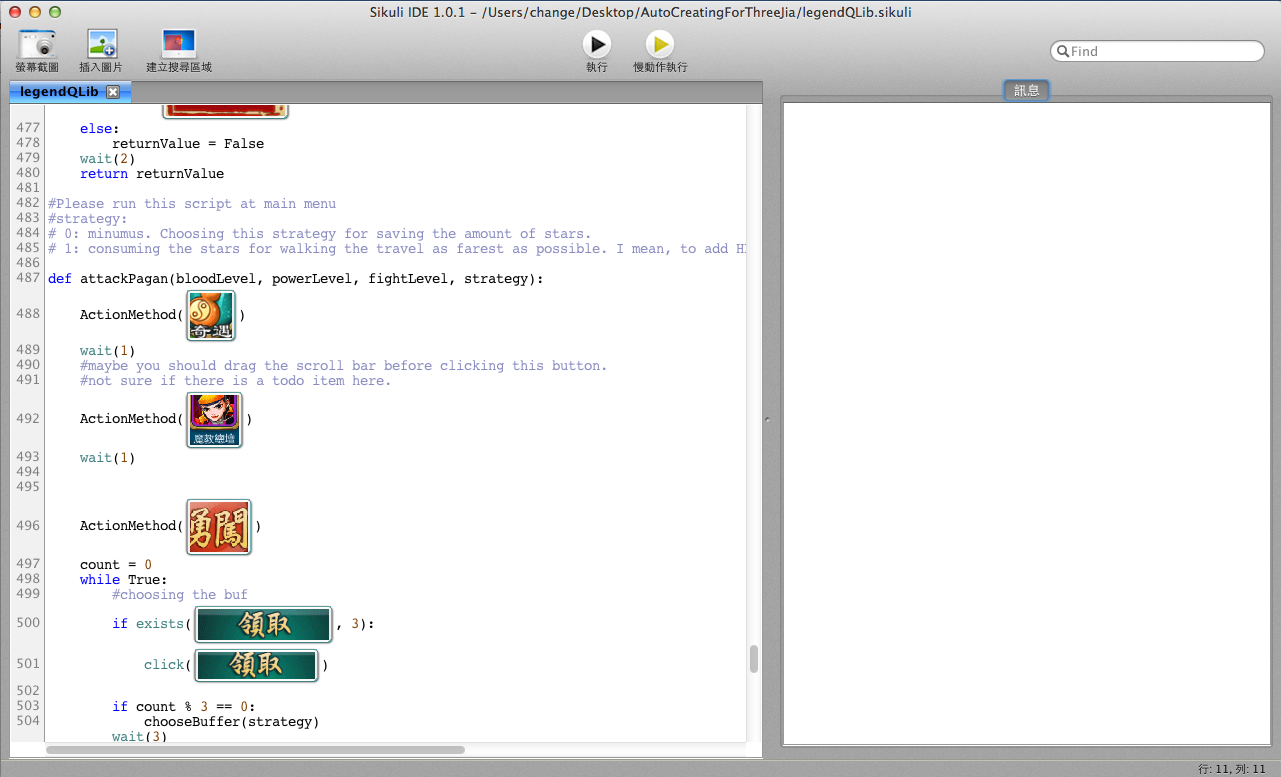 Sikuli IDE 1.0.1 – /Users/change/Desktop/AutoCreatingForThreeJia/legendQLib.sikuli
螢幕截圖 插入圖片 建立搜尋區域 執行 慢動作執行 Find
legendQLib
訊息
477 else:
478 returnValue = False
479 wait(2)
480 return returnValue
481
482 #Please run this script at main menu
483 #strategy:
484 # 0: minumus. Choosing this strategy for saving the amount of stars.
485 # 1: consuming the stars for walking the travel as farest as possible. I mean, to add H
486
487 def attackPagan(bloodLevel, powerLevel, fightLevel, strategy):
488 ActionMethod(奇遇)
489 wait(1)
490 #maybe you should drag the scroll bar before clicking this button.
491 #not sure if there is a todo item here.
492 ActionMethod(魔教總壇)
493 wait(1)
494
495
496 ActionMethod(勇闖)
497 count = 0
498 while True:
499 #choosing the buf
500 if exists(領取, 3):
501 click(領取)
502
503 if count % 3 == 0:
504 chooseBuffer(strategy)
wait(3)
行: 11, 列: 11